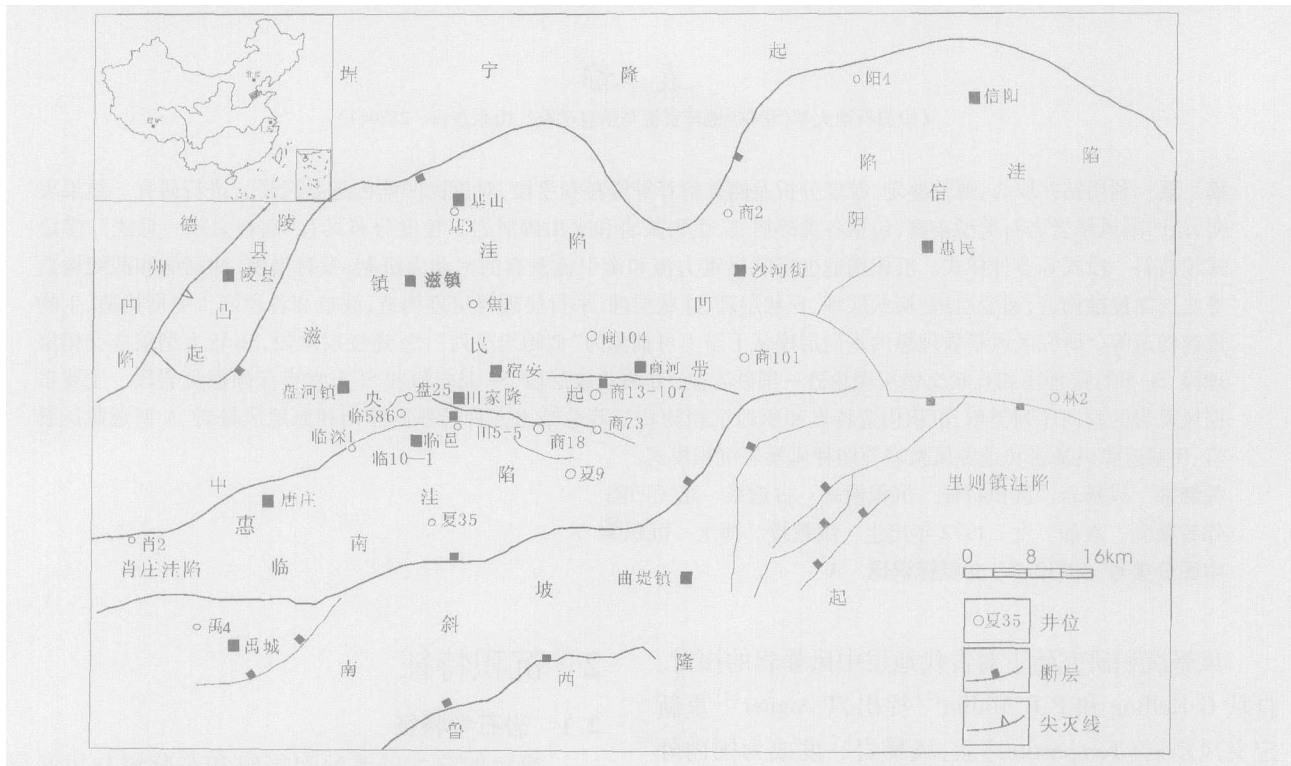 埕宁隆起
阳4
信阳
阳信洼陷
基山
基3
商2
惠民
沙河街
德州凹陷
陵县凸起
陵县
滋镇洼陷
滋镇
焦1
商104
商101
惠民凹陷
宿安
商河
中央隆起带
商13-107
盘河镇
盘25
田家
临586
田5-5
商18
商73
林2
临深1
临邑
临10-1
夏9
里则镇洼陷
唐庄
夏35
临南洼陷
肖2
肖庄洼陷
0 8 16km
曲堤镇
禹4
禹城
南斜坡
鲁西隆起
夏35 井位
断层
尖灭线